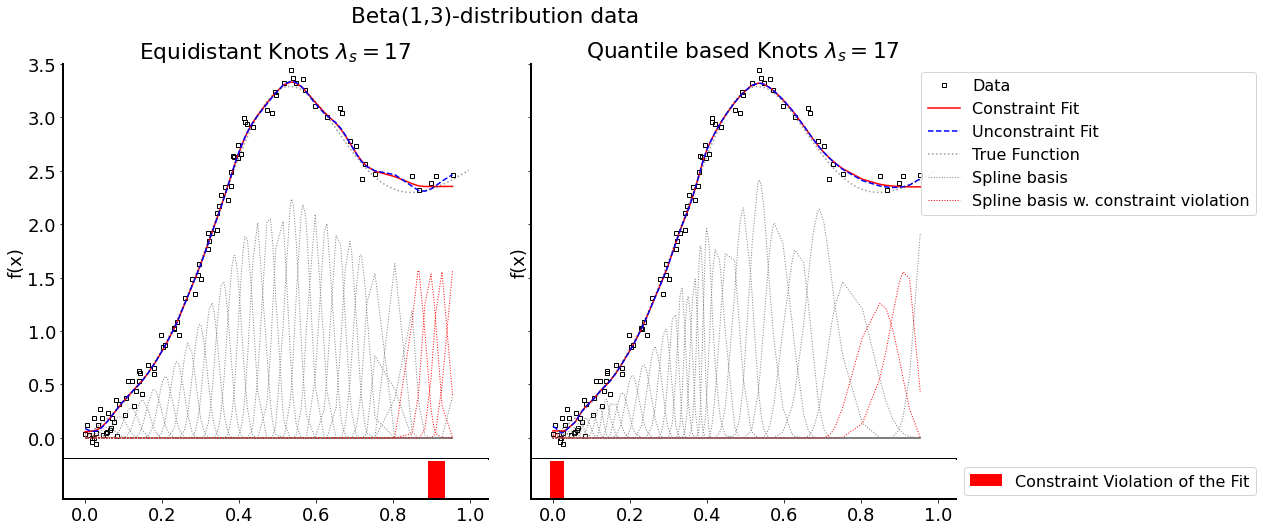 Beta(1,3)-distribution data
Equidistant Knots λs = 17
Quantile based Knots λs = 17
3.5
3.0
2.5
2.0
1.5
1.0
0.5
0.0
f(x)
f(x)
Data
Constraint Fit
Unconstraint Fit
True Function
Spline basis
Spline basis w. constraint violation
Constraint Violation of the Fit
0.0 0.2 0.4 0.6 0.8 1.0
0.0 0.2 0.4 0.6 0.8 1.0